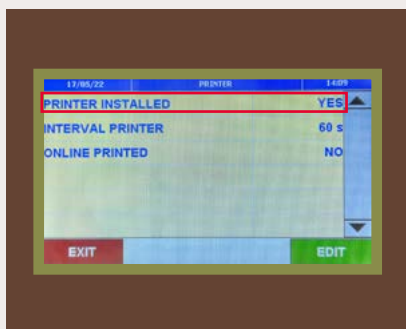 17/05/22 PRINTER 14:09
PRINTER INSTALLED YES
INTERVAL PRINTER 60 s
ONLINE PRINTED NO
EXIT EDIT